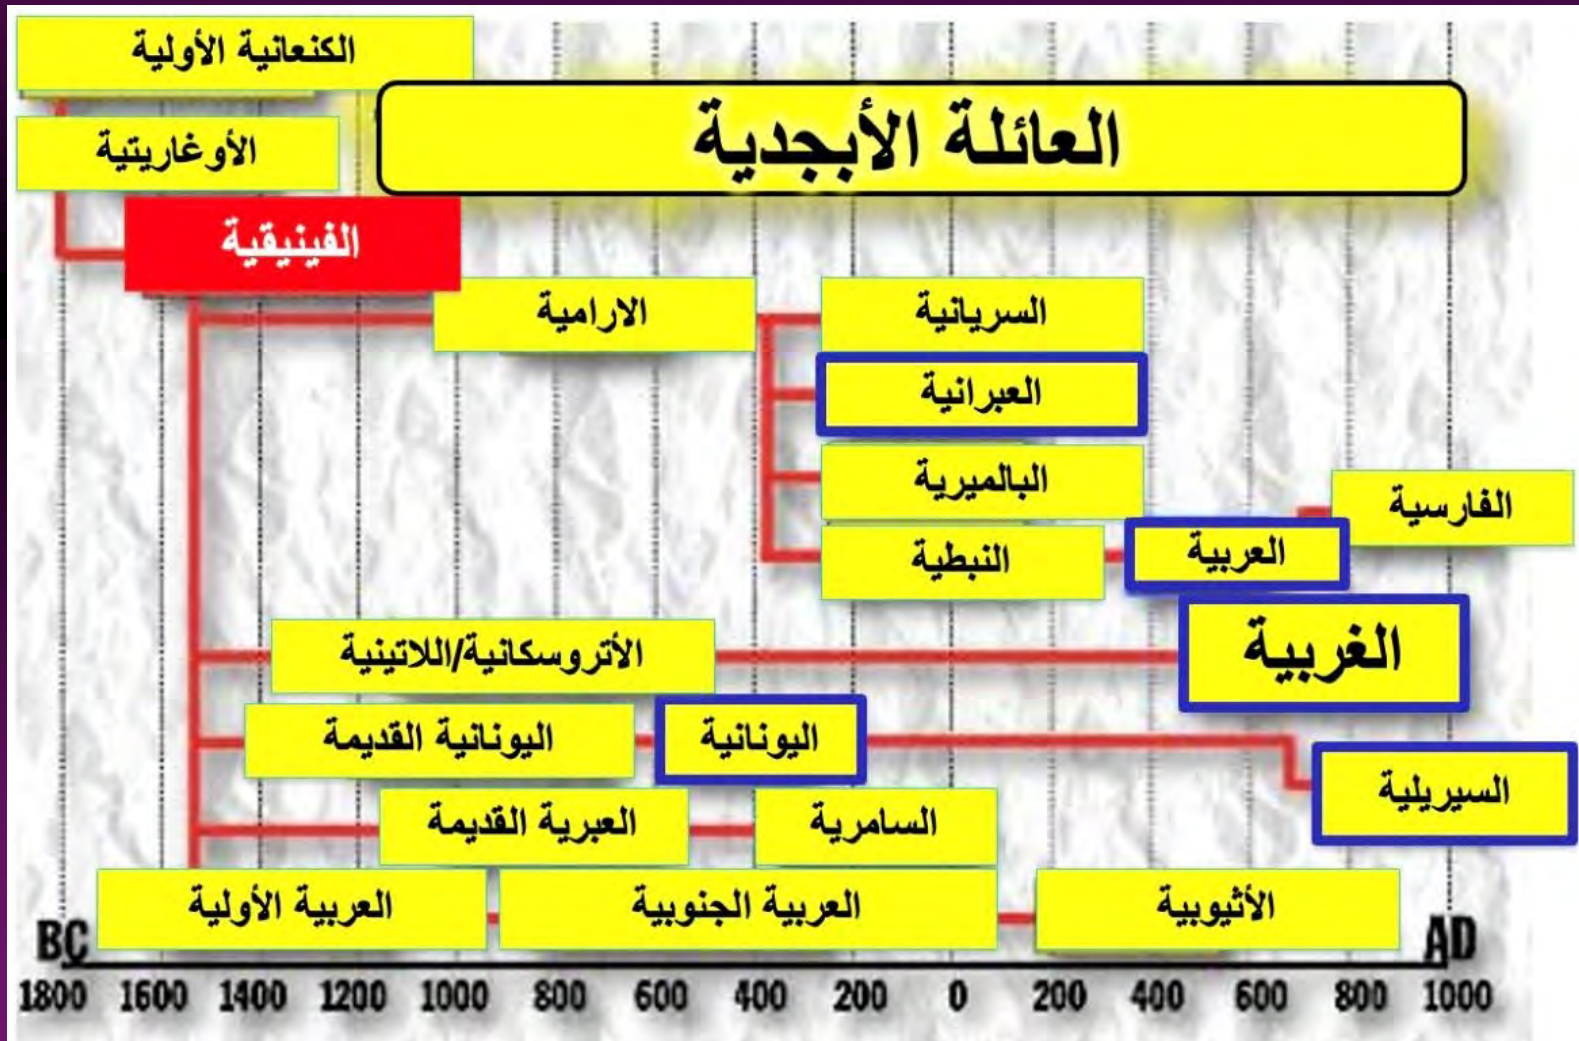 الكنعانية الأولية
العائلة الأبجدية
الأوغاريتية
الفينيقية
الارامية
السريانية
العبرانية
البالميرية
الفارسية
النبطية
العربية
الأتروسكانية/اللاتينية
الغربية
اليونانية القديمة
اليونانية
السيريلية
العبرية القديمة
السامرية
العربية الأولية
العربية الجنوبية
الأثيوبية
BC
AD
1800 1600 1400 1200 1000 800 600 400 200 0 200 400 600 800 1000